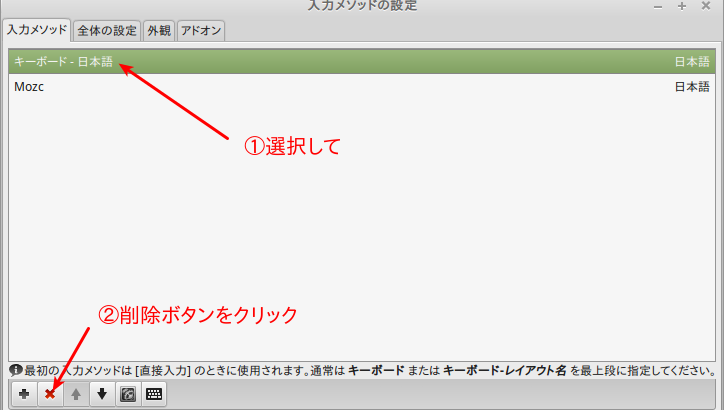 入力メソッドの設定
入力メソッド 全体の設定 外観 アドオン
キーボード - 日本語 日本語
Mozc 日本語
①選択して
②削除ボタンをクリック
最初の入力メソッドは [直接入力] のときに使用されます。通常は キーボード または キーボード-レイアウト名 を最上段に指定してください。